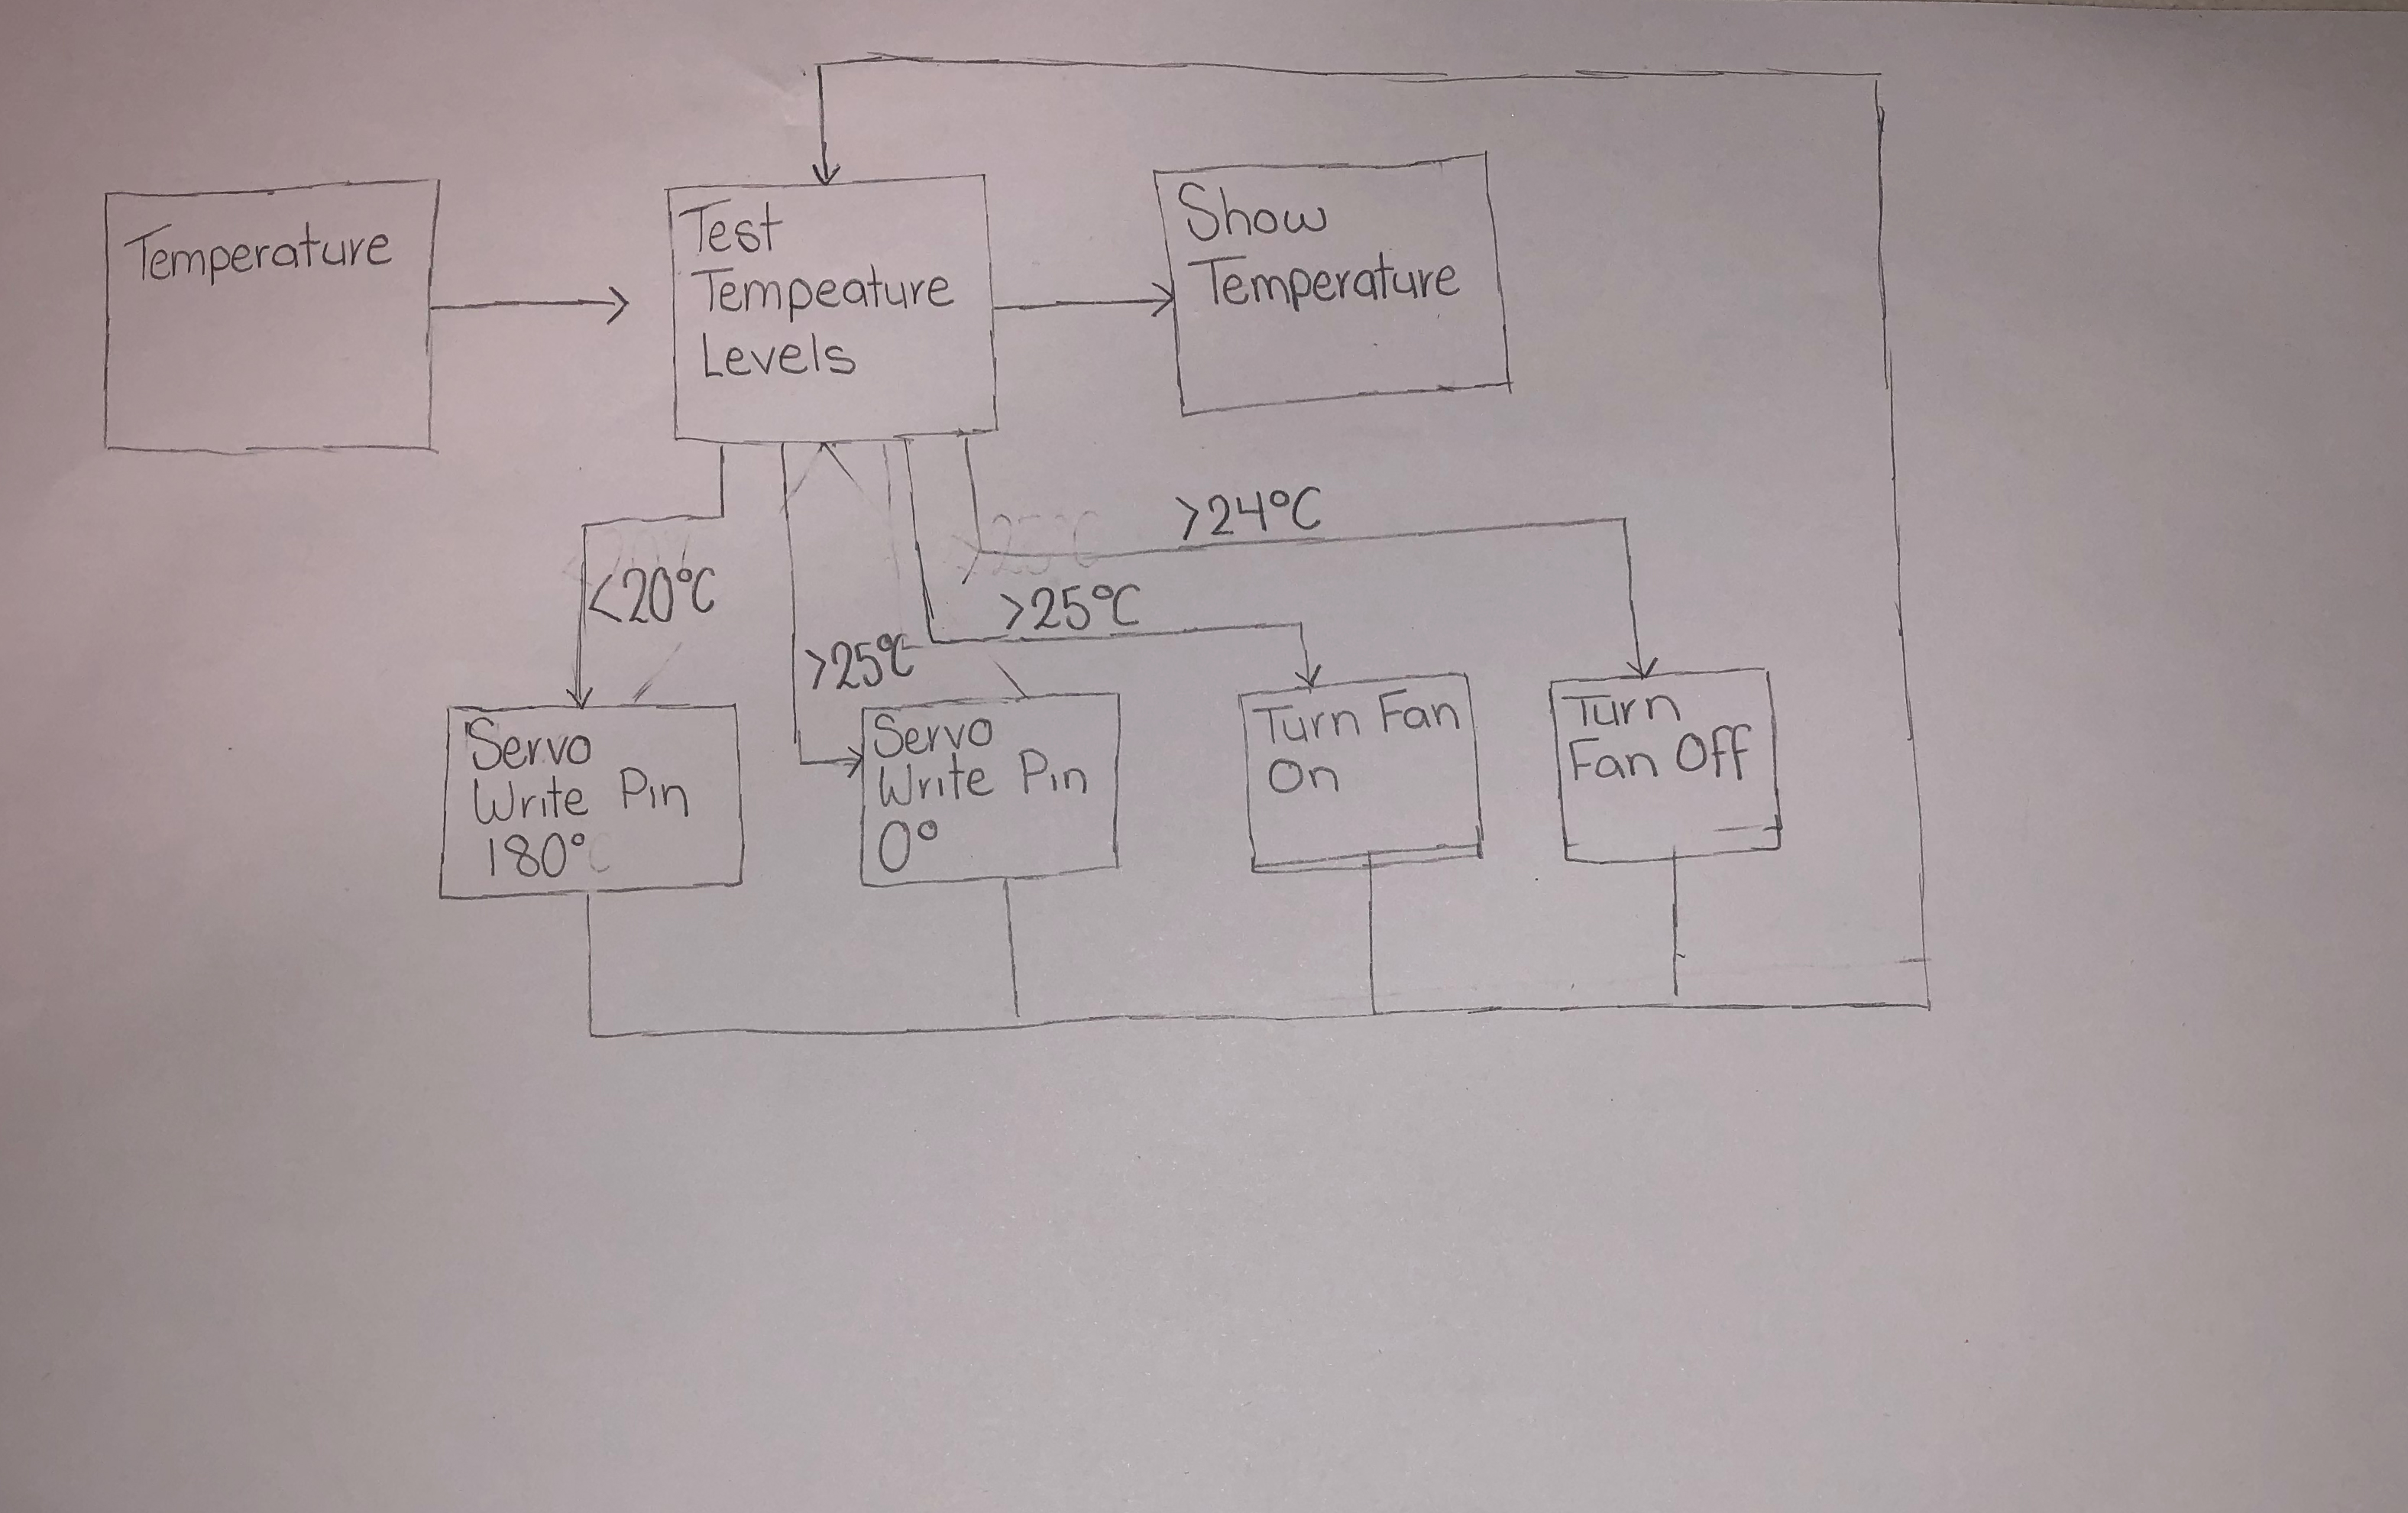 Temperature
Test
Tempeature
Levels
Show
Temperature
>24°C
<20°C
>25°C
>25°C
Servo
Write Pin
180°
Servo
Write Pin
0°
Turn Fan
On
Turn
Fan Off